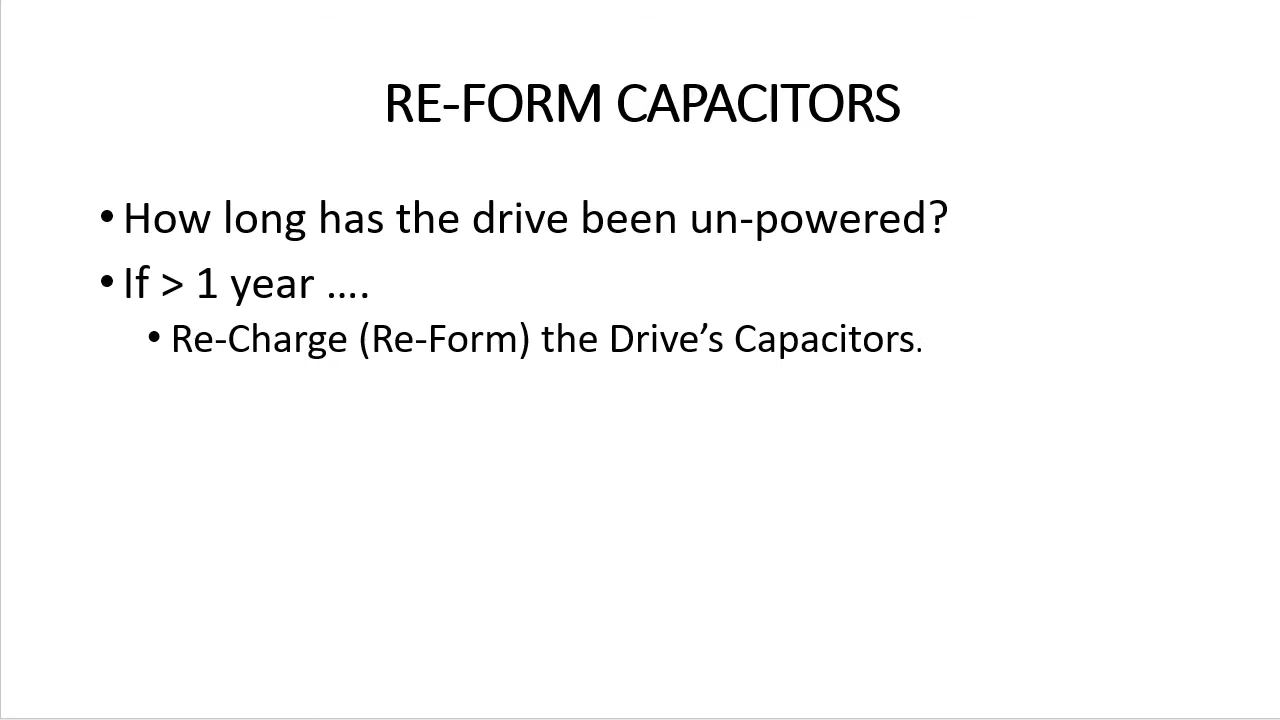 RE-FORM CAPACITORS
• How long has the drive been un-powered?
• If > 1 year ....
• Re-Charge (Re-Form) the Drive’s Capacitors.